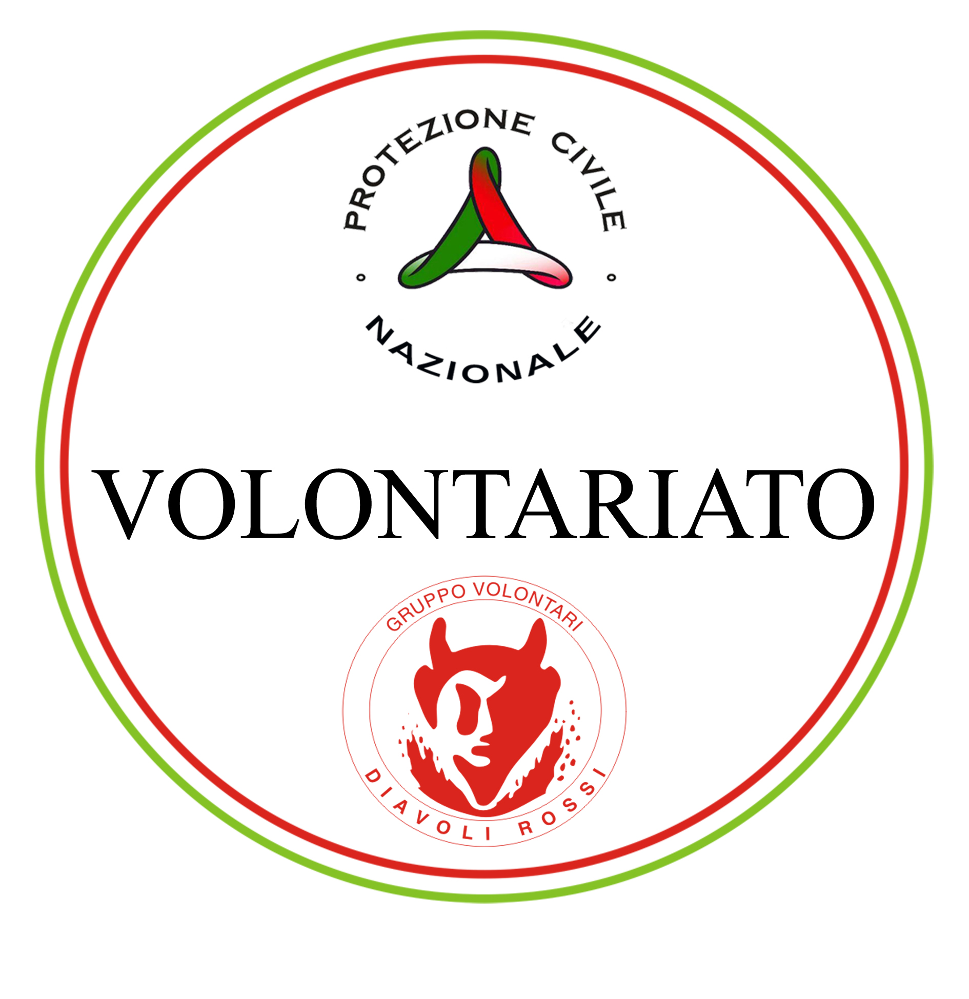 PROTEZIONE CIVILE
NAZIONALE
VOLONTARIATO
GRUPPO VOLONTARI
DIAVOLI ROSSI